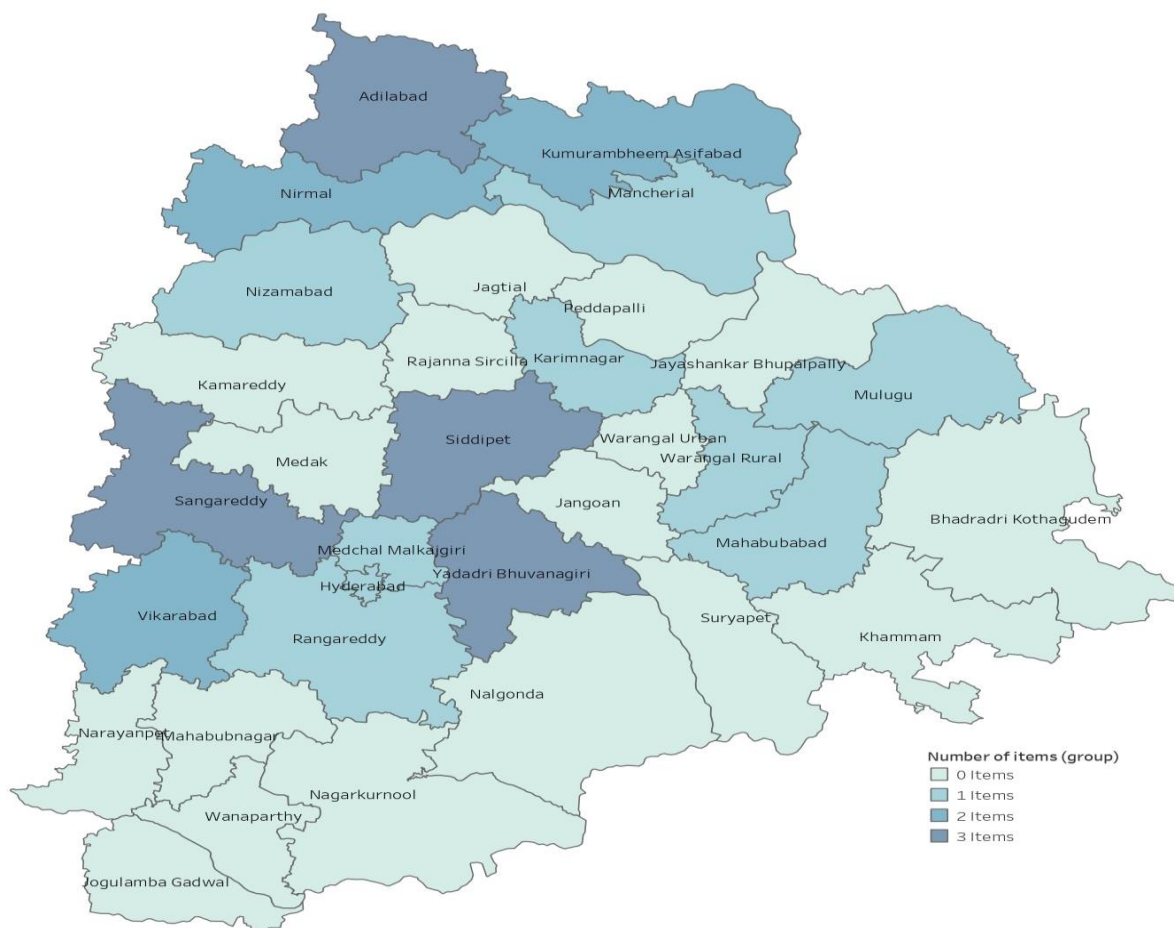 Adilabad
Kumurambheem Asifabad
Nirmal
Mancherial
Nizamabad
Jagtial
Peddapalli
Rajanna Sircilla
Karimnagar
Jayashankar Bhupalpally
Kamareddy
Mulugu
Siddipet
Warangal Urban
Medak
Warangal Rural
Sangareddy
Jangoan
Bhadradri Kothagudem
Medchal Malkajgiri
Mahabubabad
Yadadri Bhuvanagiri
Hyderabad
Vikarabad
Suryapet
Rangareddy
Khammam
Nalgonda
Narayanpet
Mahabubnagar
Nagarkurnool
Wanaparthy
Jogulamba Gadwal
Number of items (group)
0 Items
1 Items
2 Items
3 Items